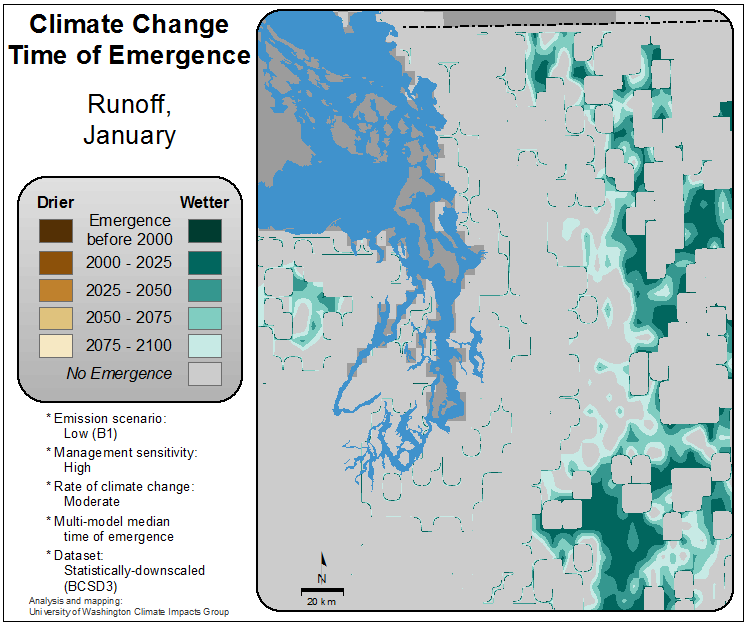 Climate Change
Time of Emergence
Runoff,
January
Drier
Wetter
Emergence
before 2000
2000 - 2025
2025 - 2050
2050 - 2075
2075 - 2100
No Emergence
* Emission scenario:
Low (B1)
* Management sensitivity:
High
* Rate of climate change:
Moderate
* Multi-model median
time of emergence
* Dataset:
Statistically-downscaled
(BCSD3)
Analysis and mapping:
University of Washington Climate Impacts Group
N
20 km